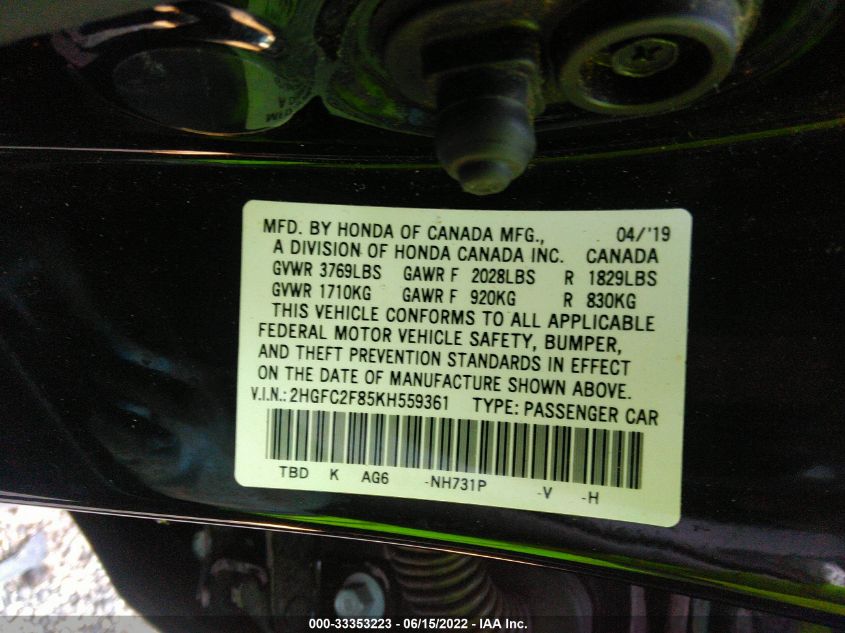 MFD. BY HONDA OF CANADA MFG., 04/'19
A DIVISION OF HONDA CANADA INC. CANADA
GVWR 3769LBS GAWR F 2028LBS R 1829LBS
GVWR 1710KG GAWR F 920KG R 830KG
THIS VEHICLE CONFORMS TO ALL APPLICABLE
FEDERAL MOTOR VEHICLE SAFETY, BUMPER,
AND THEFT PREVENTION STANDARDS IN EFFECT
ON THE DATE OF MANUFACTURE SHOWN ABOVE.
V.I.N.: 2HGFC2F85KH559361 TYPE: PASSENGER CAR
TBD K AG6 -NH731P -V -H
000-33353223 - 06/15/2022 - IAA Inc.